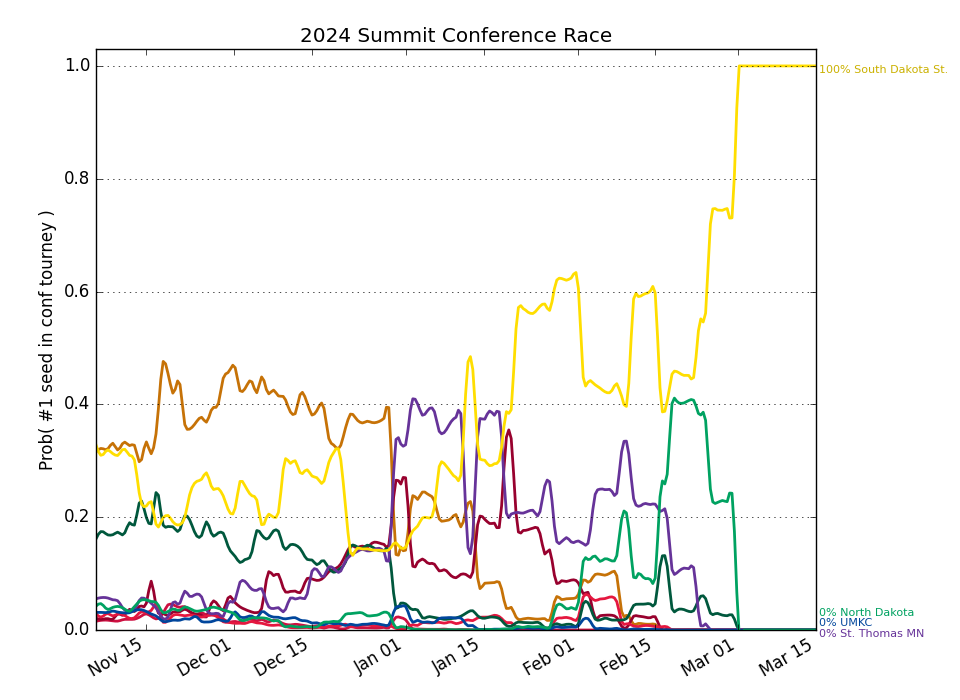 2024 Summit Conference Race
1.0
100% South Dakota St.
0.8
0.6
0.4
0.2
0.0
Prob( #1 seed in conf tourney )
0% North Dakota
0% UMKC
0% St. Thomas MN
Nov 15
Dec 01
Dec 15
Jan 01
Jan 15
Feb 01
Feb 15
Mar 01
Mar 15